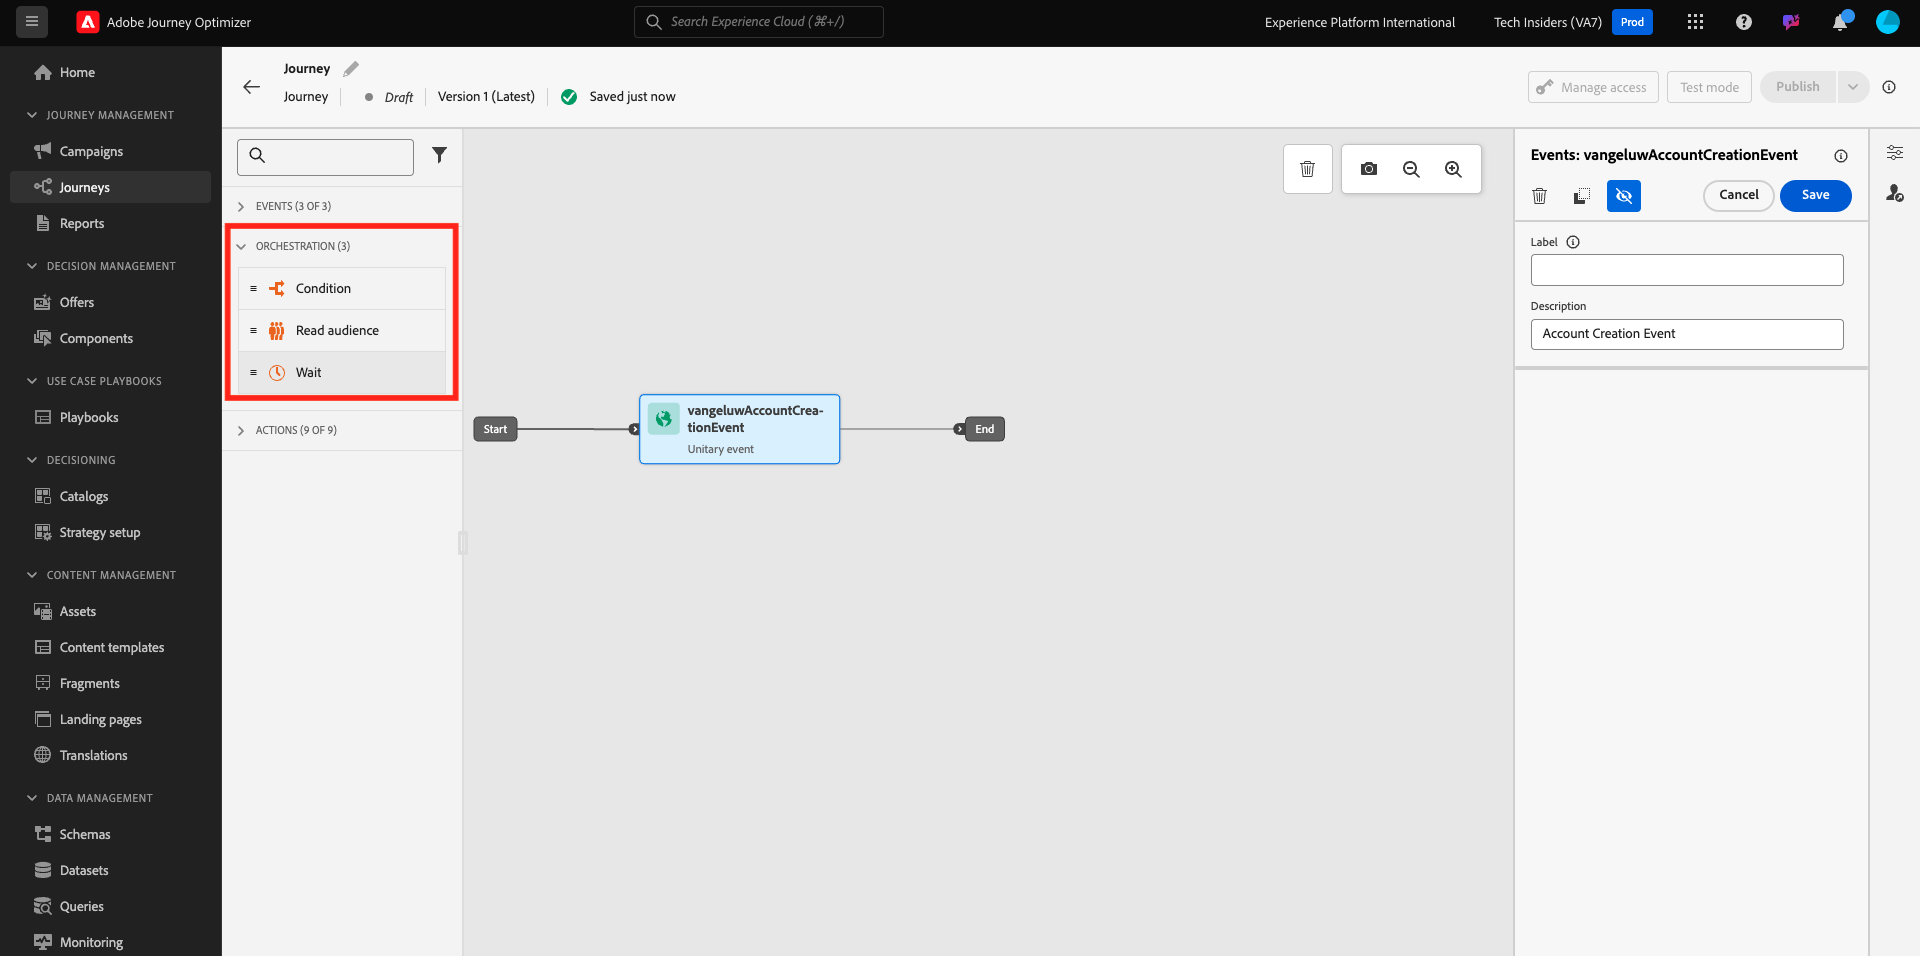 Adobe Journey Optimizer
Search Experience Cloud (⌘+/)
Experience Platform International
Tech Insiders (VA7)
Prod
Home
JOURNEY MANAGEMENT
Campaigns
Journeys
Reports
DECISION MANAGEMENT
Offers
Components
USE CASE PLAYBOOKS
Playbooks
DECISIONING
Catalogs
Strategy setup
CONTENT MANAGEMENT
Assets
Content templates
Fragments
Landing pages
Translations
DATA MANAGEMENT
Schemas
Datasets
Queries
Monitoring
Journey
Journey
Draft
Version 1 (Latest)
Saved just now
Manage access
Test mode
Publish
EVENTS (3 OF 3)
ORCHESTRATION (3)
Condition
Read audience
Wait
ACTIONS (9 OF 9)
Start
vangeluwAccountCrea-
tionEvent
Unitary event
End
Events: vangeluwAccountCreationEvent
Cancel
Save
Label
Description
Account Creation Event